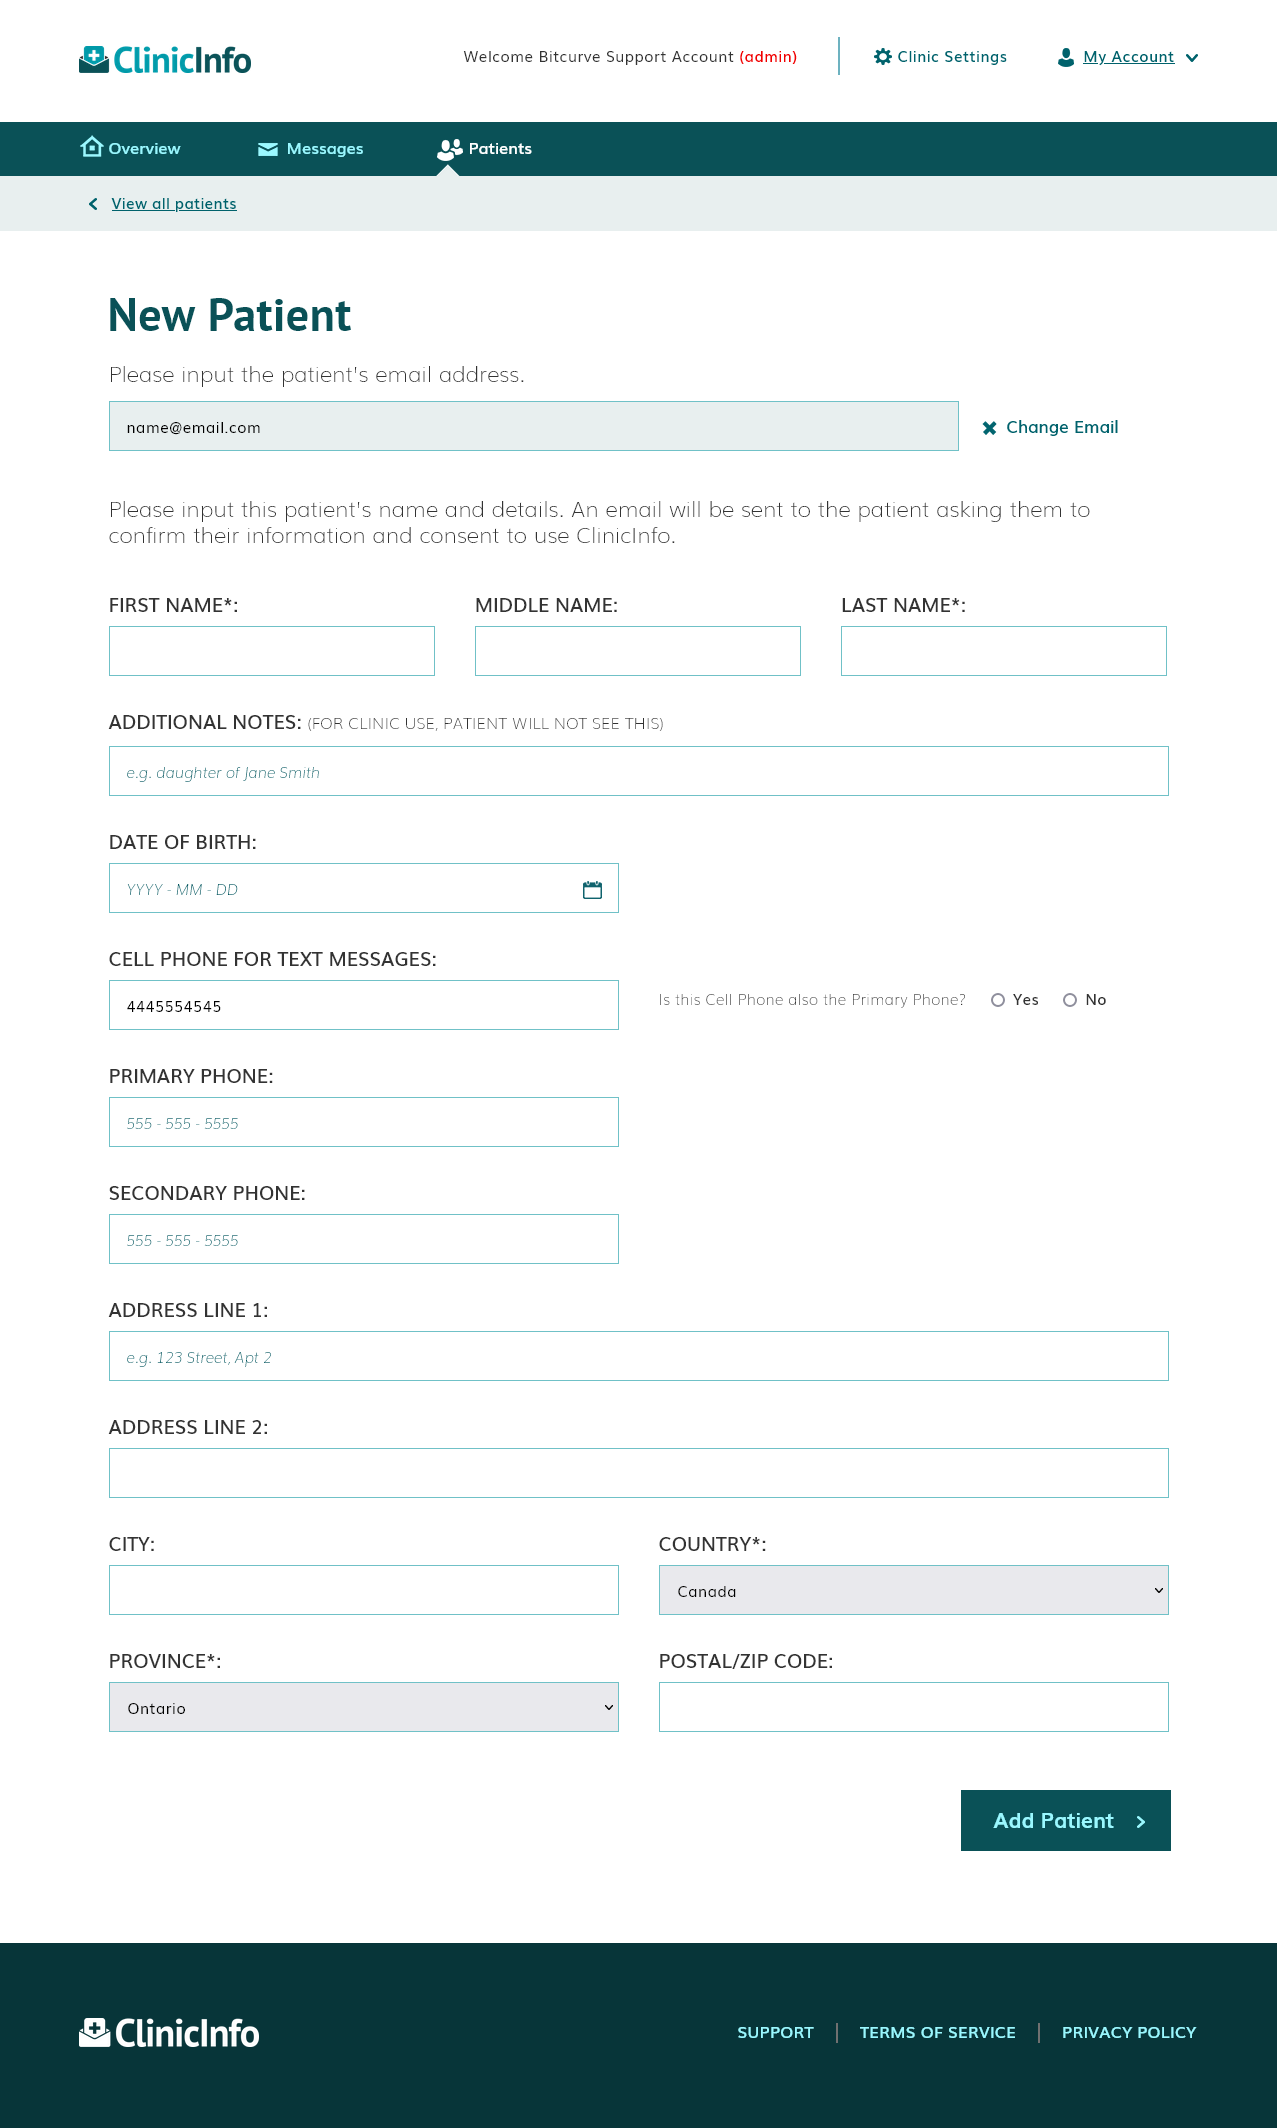 ClinicInfo
Welcome Bitcurve Support Account (admin)
Clinic Settings
My Account
Overview
Messages
Patients
View all patients
New Patient
Please input the patient's email address.
name@email.com
Change Email
Please input this patient's name and details. An email will be sent to the patient asking them to
confirm their information and consent to use ClinicInfo.
FIRST NAME*:
MIDDLE NAME:
LAST NAME*:
ADDITIONAL NOTES: (FOR CLINIC USE, PATIENT WILL NOT SEE THIS)
e.g. daughter of Jane Smith
DATE OF BIRTH:
YYYY - MM - DD
CELL PHONE FOR TEXT MESSAGES:
4445554545
Is this Cell Phone also the Primary Phone?
Yes
No
PRIMARY PHONE:
555 - 555 - 5555
SECONDARY PHONE:
555 - 555 - 5555
ADDRESS LINE 1:
e.g. 123 Street, Apt 2
ADDRESS LINE 2:
CITY:
COUNTRY*:
Canada
PROVINCE*:
POSTAL/ZIP CODE:
Ontario
Add Patient
ClinicInfo
SUPPORT
TERMS OF SERVICE
PRIVACY POLICY